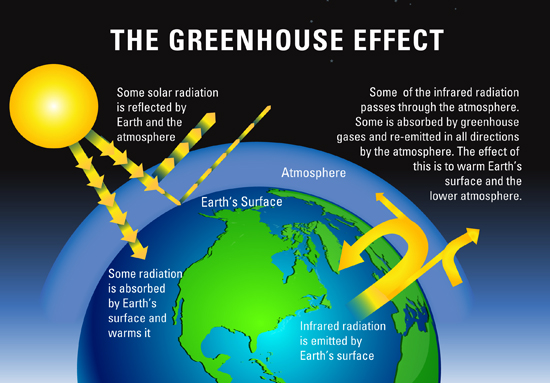 THE GREENHOUSE EFFECT
Some solar radiation
is reflected by
Earth and the
atmosphere
Some of the infrared radiation
passes through the atmosphere.
Some is absorbed by greenhouse
gases and re-emitted in all directions
by the atmosphere. The effect of
this is to warm Earth's
surface and the
lower atmosphere.
Atmosphere
Earth's Surface
Some radiation
is absorbed
by Earth's
surface and
warms it
Infrared radiation
is emitted by
Earth's surface